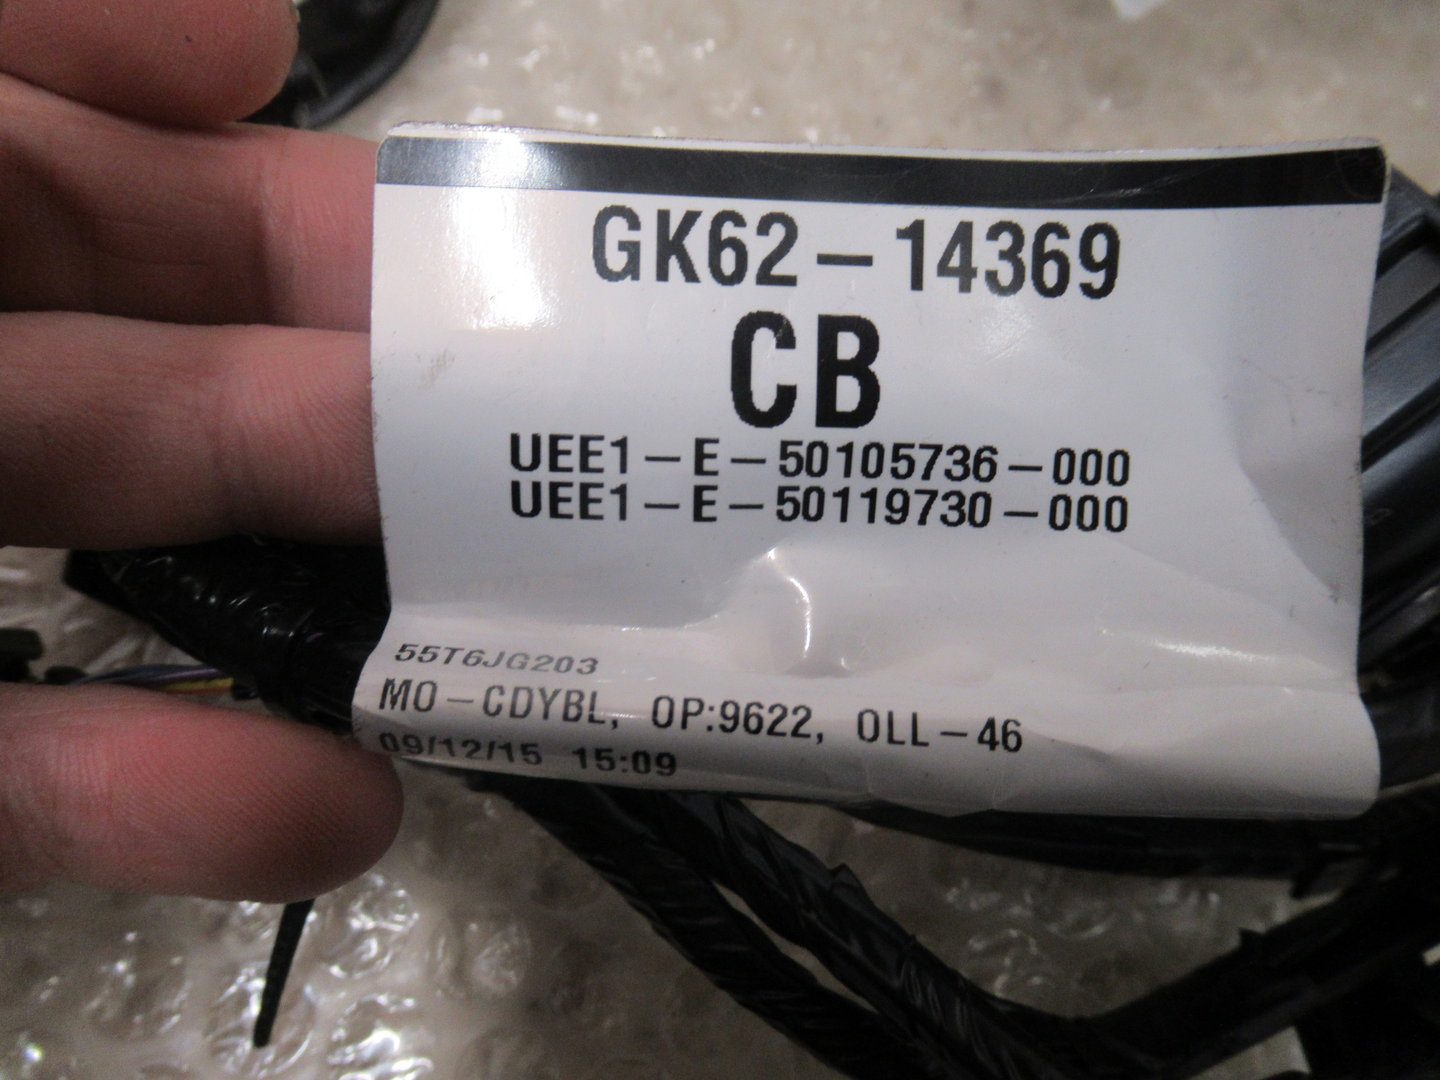 GK62-14369
CB
UEE1-E-50105736-000
UEE1-E-50119730-000
55T6JG203
MO-CDYBL, OP:9622, OLL-46
09/12/15 15:09